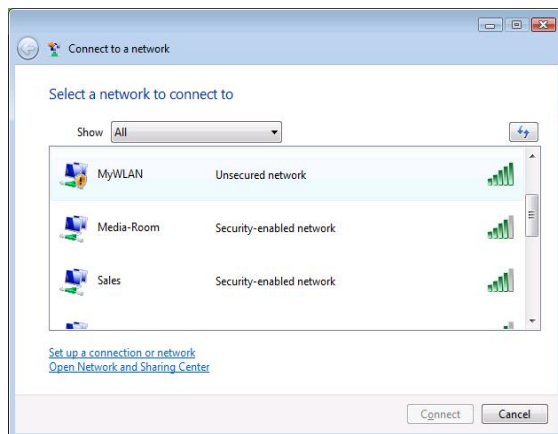 Connect to a network
Select a network to connect to
Show All
MyWLAN Unsecured network
Media-Room Security-enabled network
Sales Security-enabled network
Set up a connection or network
Open Network and Sharing Center
Connect Cancel